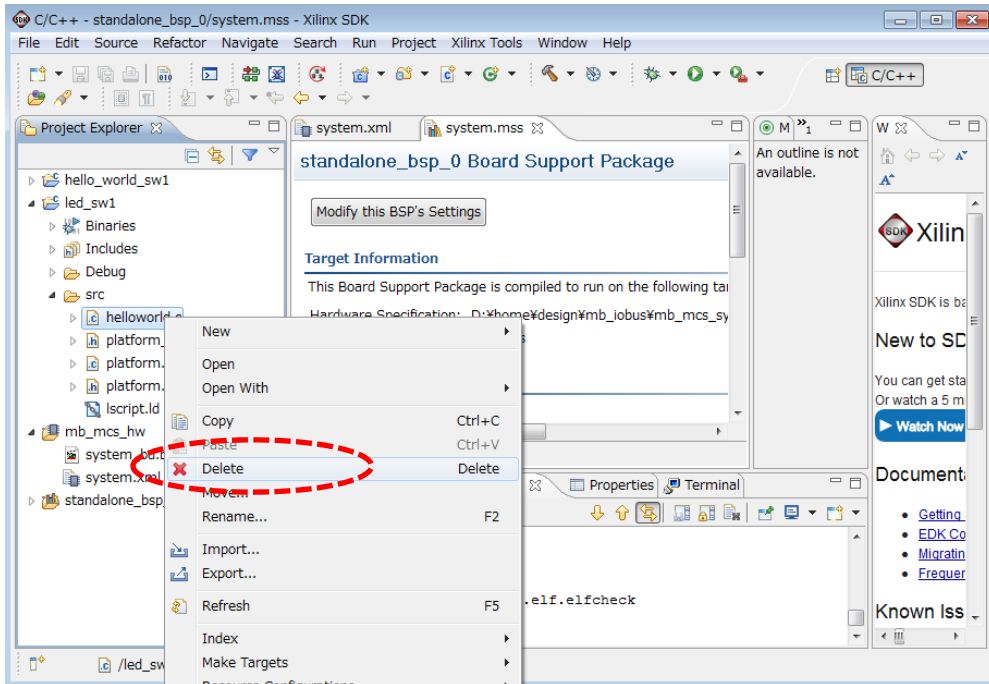 C/C++ - standalone_bsp_0/system.mss - Xilinx SDK
File Edit Source Refactor Navigate Search Run Project Xilinx Tools Window Help
C/C++
Project Explorer
system.xml
system.mss
M
1
W
hello_world_sw1
led_sw1
Binaries
Includes
Debug
src
helloworld.c
platform_
platform.
platform.
lscript.ld
mb_mcs_hw
system_bd.b
system.xml
standalone_bsp_
standalone_bsp_0 Board Support Package
Modify this BSP's Settings
Target Information
This Board Support Package is compiled to run on the following tar
Hardware Specification: D:¥home¥design¥mb_iobus¥mb_mcs_sy
An outline is not
available.
New
Open
Open With
Copy Ctrl+C
Paste Ctrl+V
Delete Delete
Move...
Rename... F2
Import...
Export...
Refresh F5
Index
Make Targets
Resource Configurations
Properties
Terminal
.elf.elfcheck
SDK
Xilin
Xilinx SDK is ba
New to SD
You can get sta
Or watch a 5 m
Watch Now
Documenta
Getting
EDK Co
Migratin
Frequer
Known Iss
/led_sw